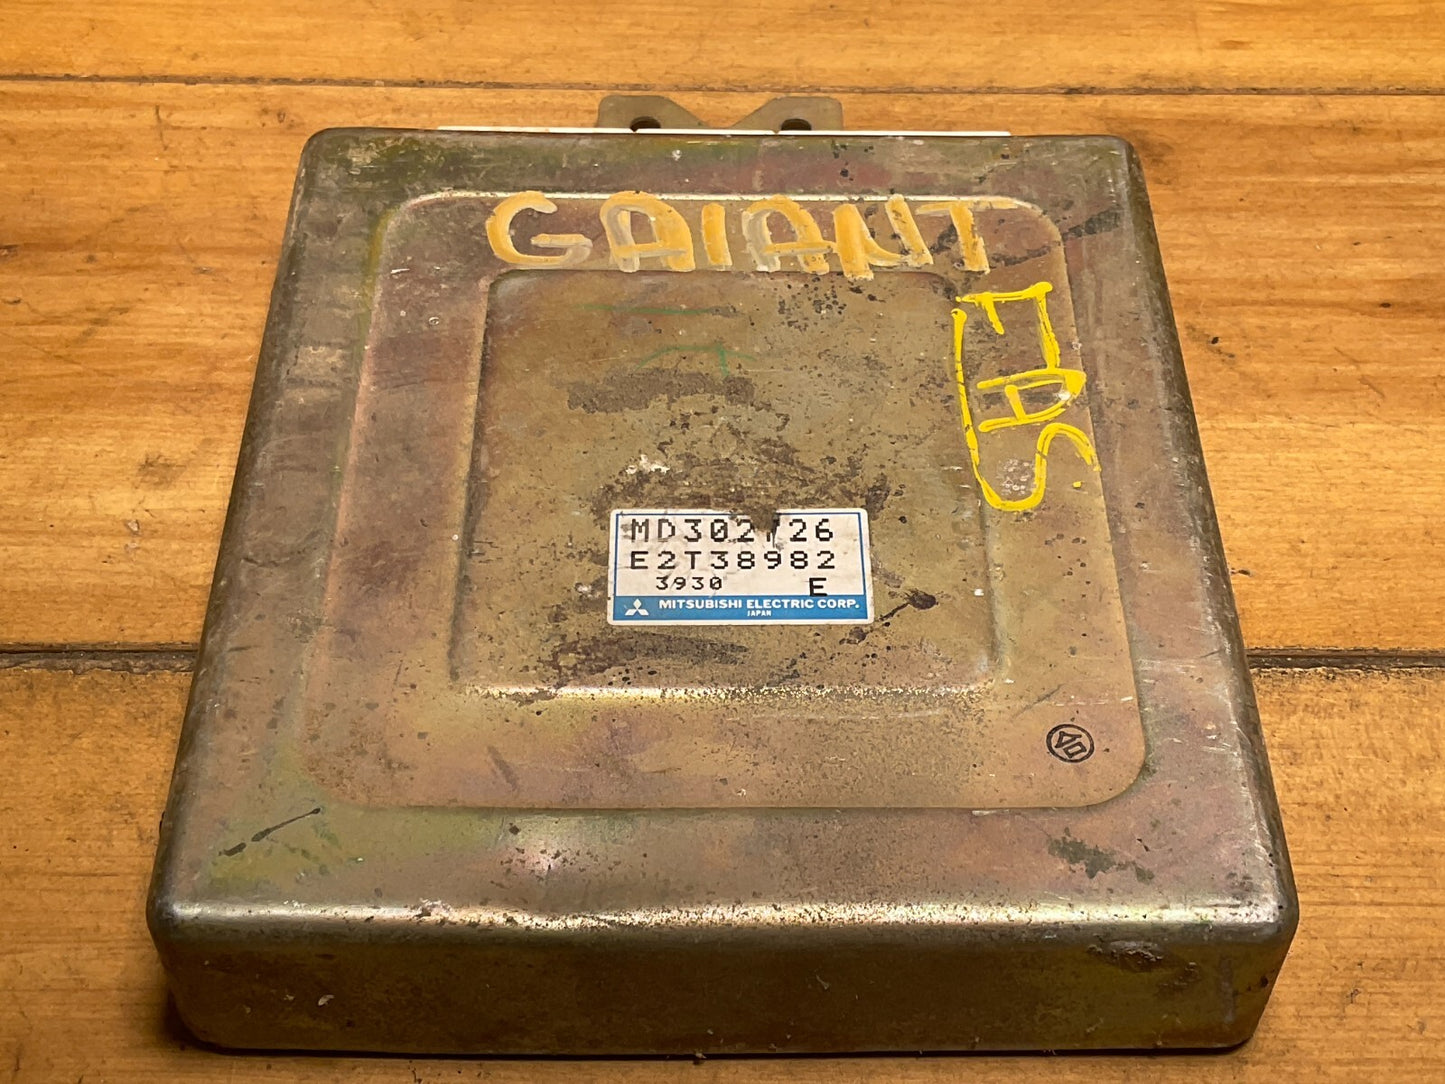 GAIANT
MD302726
E2T38982
3930 E
MITSUBISHI ELECTRIC CORP.
JAPAN